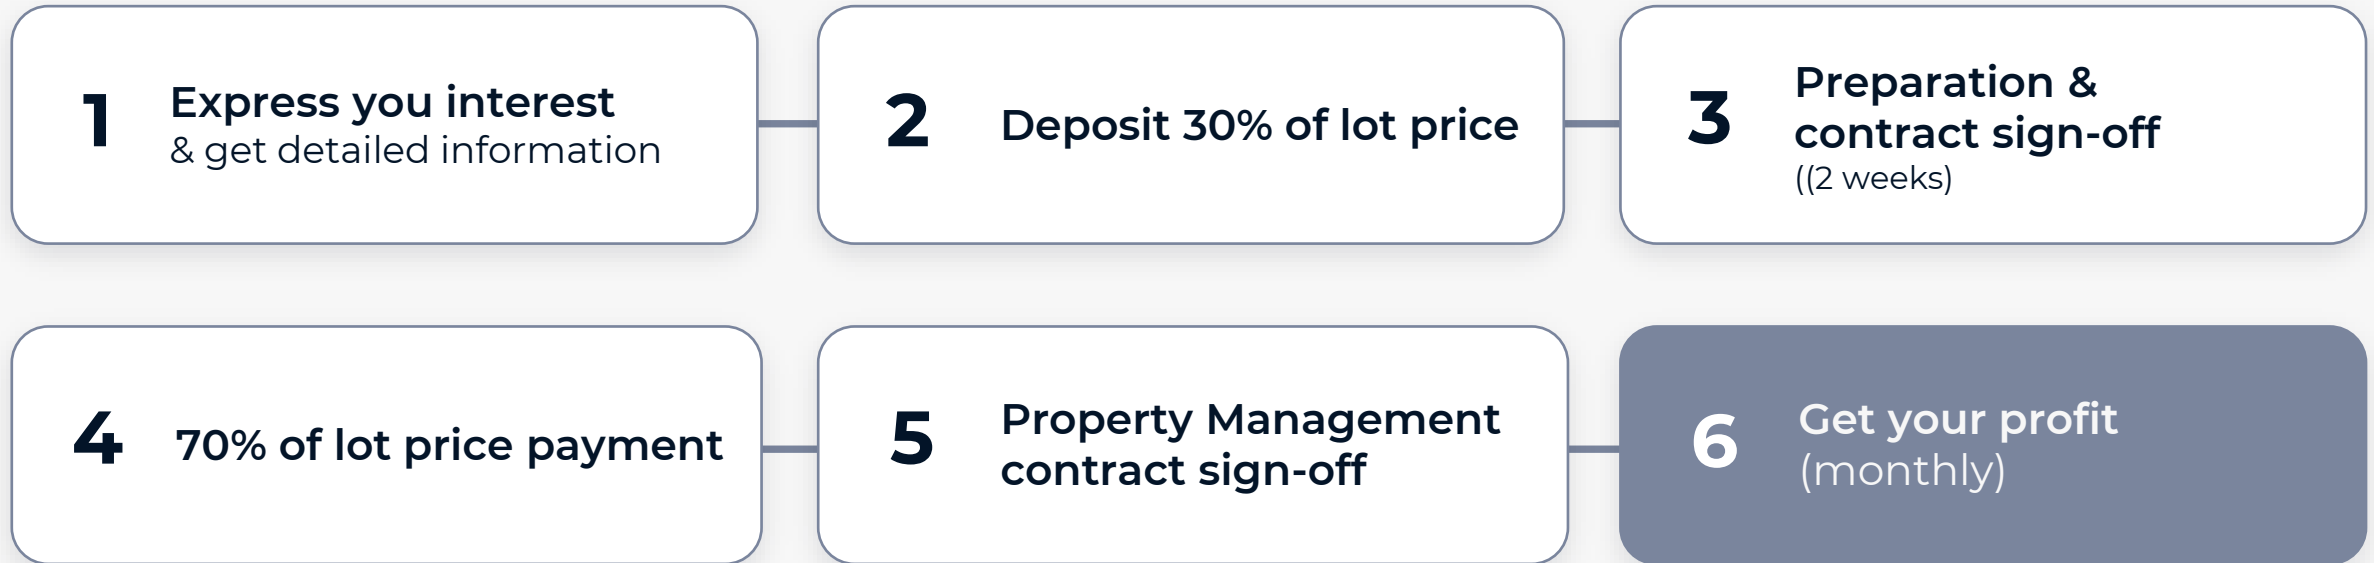 1
Express you interest
& get detailed information
2
Deposit 30% of lot price
3
Preparation &
contract sign-off
((2 weeks)
4
70% of lot price payment
5
Property Management
contract sign-off
6
Get your profit
(monthly)